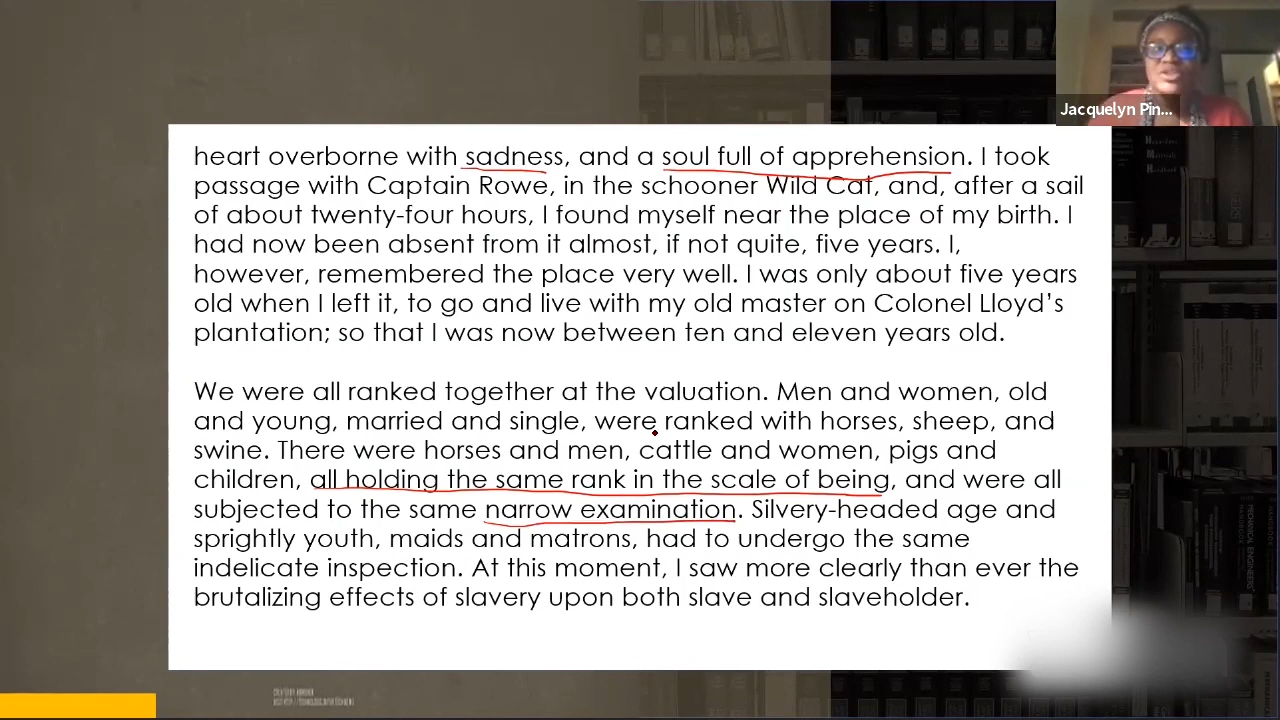 Jacquelyn Pin...
heart overborne with sadness, and a soul full of apprehension. I took
passage with Captain Rowe, in the schooner Wild Cat, and, after a sail
of about twenty-four hours, I found myself near the place of my birth. I
had now been absent from it almost, if not quite, five years. I,
however, remembered the place very well. I was only about five years
old when I left it, to go and live with my old master on Colonel Lloyd’s
plantation; so that I was now between ten and eleven years old.
We were all ranked together at the valuation. Men and women, old
and young, married and single, were ranked with horses, sheep, and
swine. There were horses and men, cattle and women, pigs and
children, all holding the same rank in the scale of being, and were all
subjected to the same narrow examination. Silvery-headed age and
sprightly youth, maids and matrons, had to undergo the same
indelicate inspection. At this moment, I saw more clearly than ever the
brutalizing effects of slavery upon both slave and slaveholder.